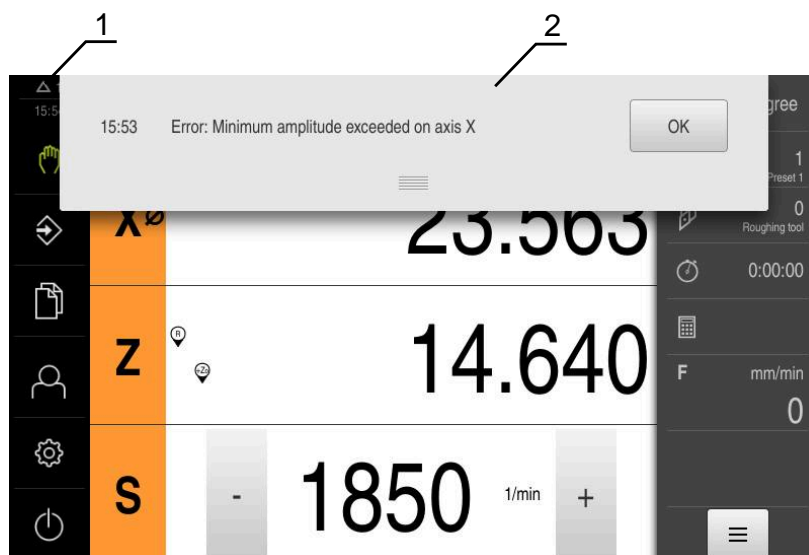 1
2
15:53 Error: Minimum amplitude exceeded on axis X OK
1
Preset 1
X⌀ 23.563
0
Roughing tool
0:00:00
Z R 14.640
F mm/min
0
S - 1850 1/min +